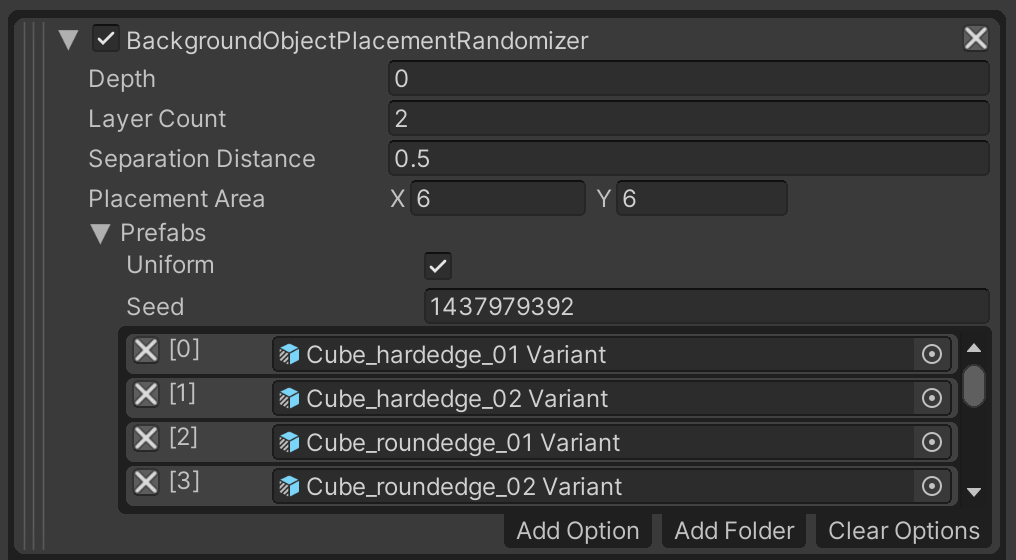 BackgroundObjectPlacementRandomizer
Depth 0
Layer Count 2
Separation Distance 0.5
Placement Area X 6 Y 6
Prefabs
Uniform
Seed 1437979392
[0] Cube_hardedge_01 Variant
[1] Cube_hardedge_02 Variant
[2] Cube_roundedge_01 Variant
[3] Cube_roundedge_02 Variant
Add Option Add Folder Clear Options